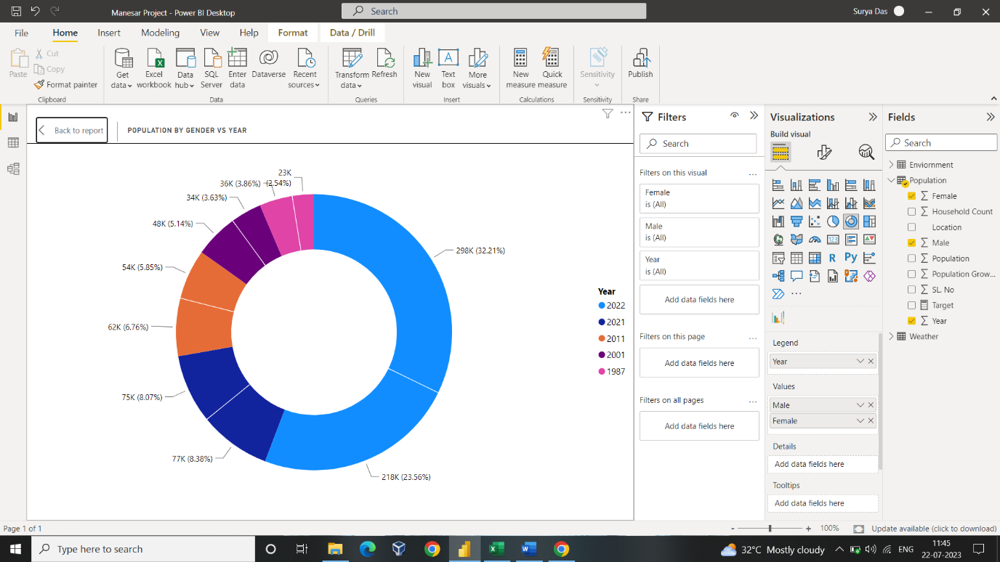 Manesar Project - Power BI Desktop
Search
Surya Das
File
Home
Insert
Modeling
View
Help
Format
Data / Drill
Paste
Cut
Copy
Format painter
Clipboard
Get data
Excel workbook
Data hub
SQL Server
Enter data
Dataverse
Recent sources
Data
Transform data
Refresh
Queries
New visual
Text box
More visuals
Insert
New measure
Quick measure
Calculations
Sensitivity
Sensitivity
Publish
Share
Back to report
POPULATION BY GENDER VS YEAR
23K
(2.54%)
36K (3.86%)
34K (3.63%)
48K (5.14%)
54K (5.85%)
62K (6.76%)
75K (8.07%)
77K (8.38%)
218K (23.56%)
298K (32.21%)
Year
2022
2021
2011
2001
1987
Filters
Search
Filters on this visual
...
Female
is (All)
Male
is (All)
Year
is (All)
Add data fields here
Filters on this page
...
Add data fields here
Filters on all pages
...
Add data fields here
Visualizations
Build visual
123
R
Py
...
Legend
Year
Values
Male
Female
Details
Add data fields here
Tooltips
Add data fields here
Fields
Search
Enviornment
Population
Female
Household Count
Location
Male
Population
Population Grow...
SL. No
Target
Year
Weather
Page 1 of 1
- + 100%
Update available (click to download)
Type here to search
32°C Mostly cloudy
ENG
11:45
22-07-2023